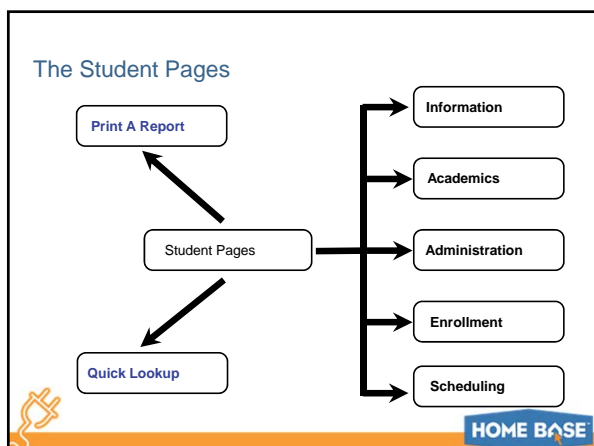 The Student Pages
Print A Report
Information
Academics
Student Pages
Administration
Enrollment
Quick Lookup
Scheduling
HOME BASE